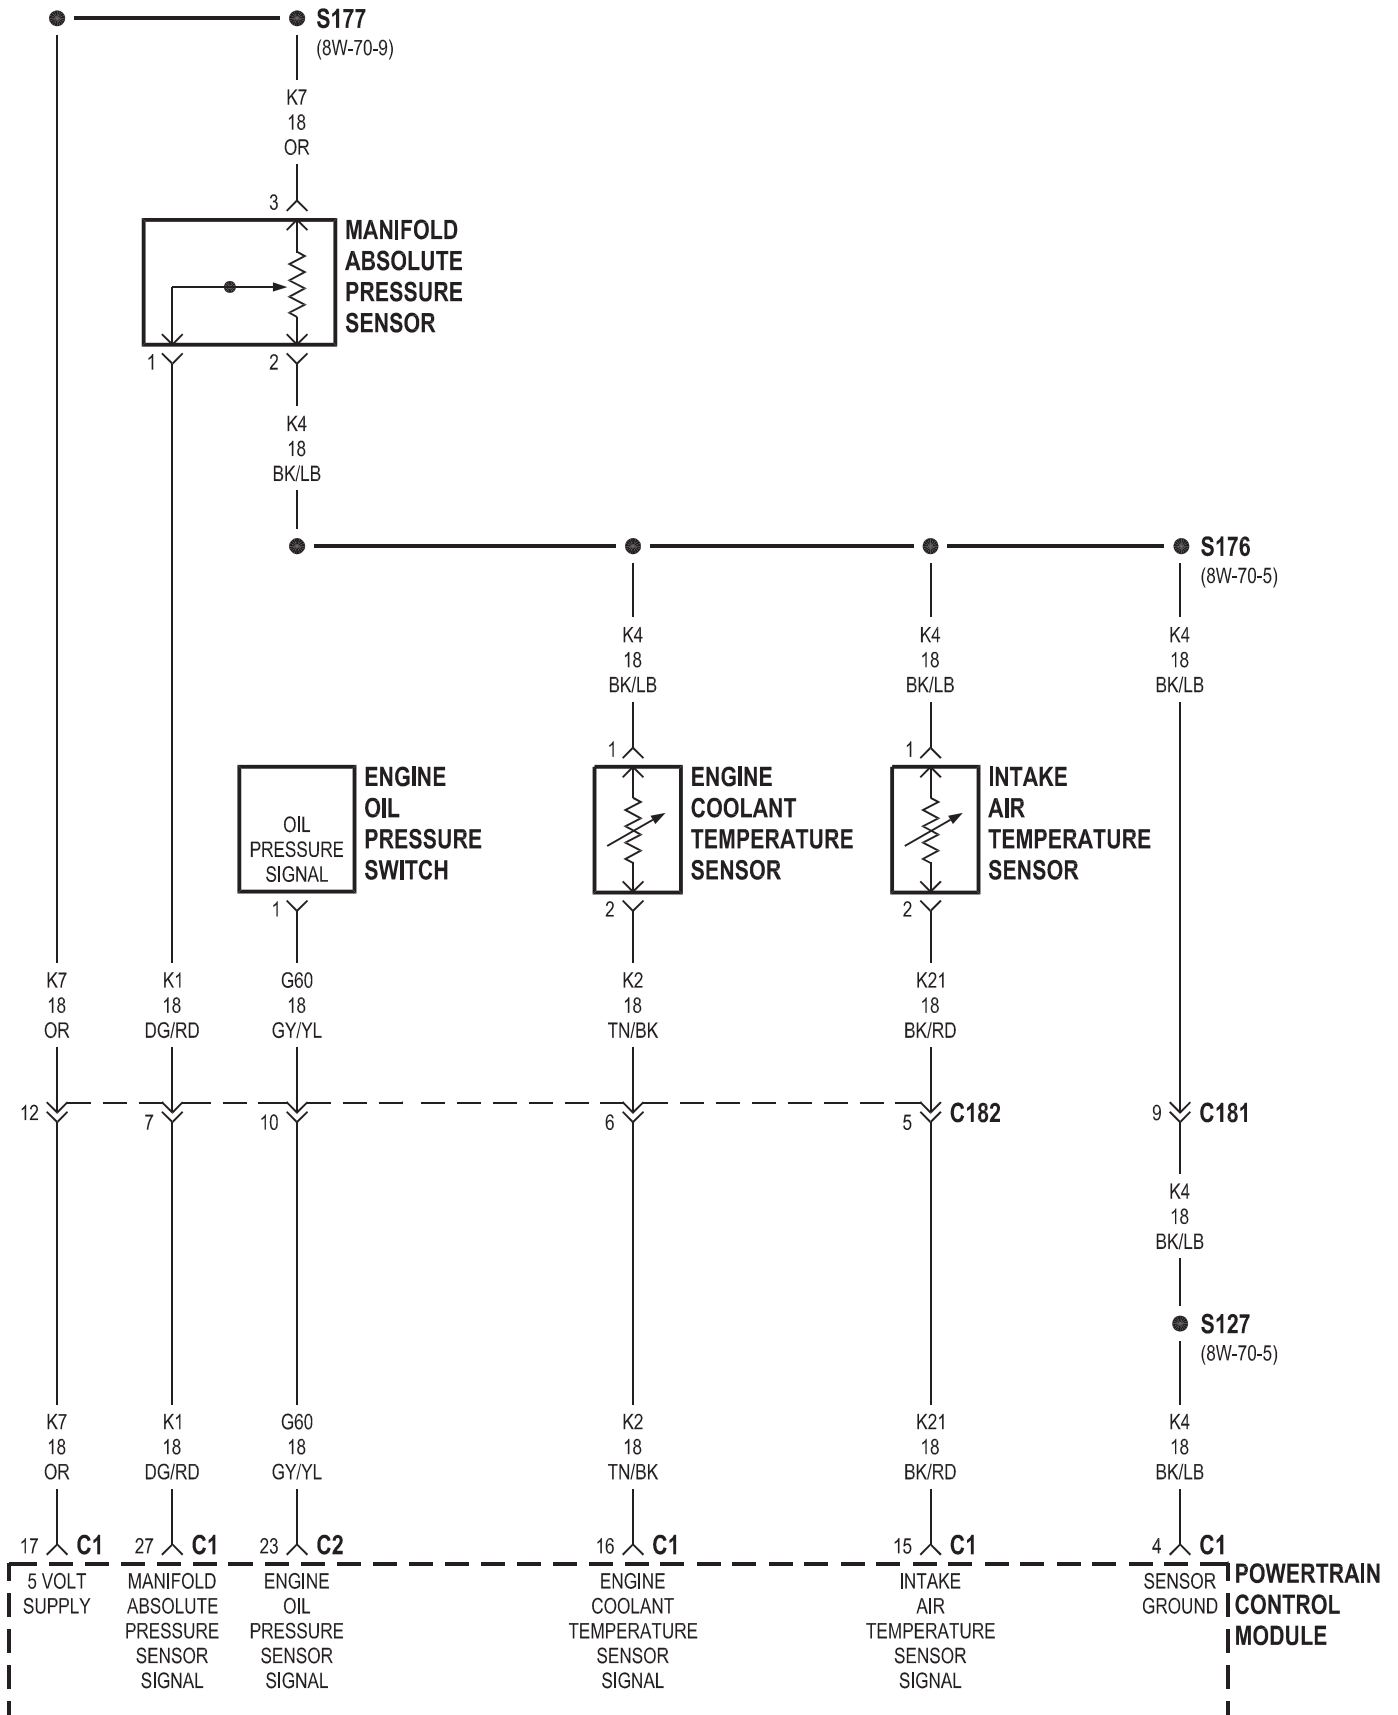 S177
(8W-70-9)
K7
18
OR
3
MANIFOLD
ABSOLUTE
PRESSURE
SENSOR
1
2
K4
18
BK/LB
S176
(8W-70-5)
K4
18
BK/LB
K4
18
BK/LB
K4
18
BK/LB
1
1
OIL
PRESSURE
SIGNAL
ENGINE
OIL
PRESSURE
SWITCH
ENGINE
COOLANT
TEMPERATURE
SENSOR
INTAKE
AIR
TEMPERATURE
SENSOR
1
2
2
K7
18
OR
K1
18
DG/RD
G60
18
GY/YL
K2
18
TN/BK
K21
18
BK/RD
12
7
10
6
5
C182
9
C181
K4
18
BK/LB
S127
(8W-70-5)
K7
18
OR
K1
18
DG/RD
G60
18
GY/YL
K2
18
TN/BK
K21
18
BK/RD
K4
18
BK/LB
17 C1
27 C1
23 C2
16 C1
15 C1
4 C1
5 VOLT
SUPPLY
MANIFOLD
ABSOLUTE
PRESSURE
SENSOR
SIGNAL
ENGINE
OIL
PRESSURE
SENSOR
SIGNAL
ENGINE
COOLANT
TEMPERATURE
SENSOR
SIGNAL
INTAKE
AIR
TEMPERATURE
SENSOR
SIGNAL
SENSOR
GROUND
POWERTRAIN
CONTROL
MODULE